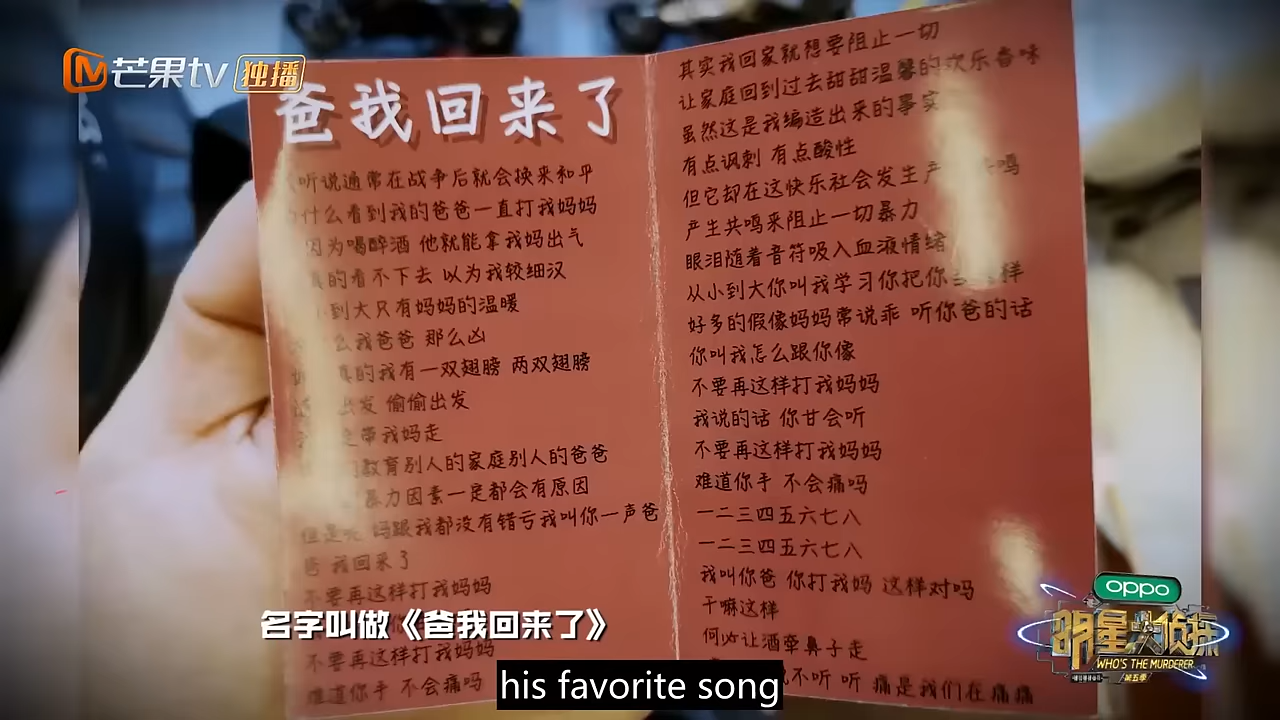 芒果tv 独播
爸我回来了
听说通常在战争后就会换来和平
什么看到我的爸爸一直打我妈妈
因为喝醉酒 他就能拿我妈出气
真的看不下去 以为我较细汉
小到大只有妈妈的温暖
么我爸爸 那么凶
真的我有一双翅膀 两双翅膀
出发 偷偷出发
带我妈走
教育别人的家庭别人的爸爸
暴力因素一定都会有原因
但是呢 妈跟我都没有错亏我叫你一声爸
爸 我回来了
不要再这样打我妈妈
不要再这样打我妈妈
难道你手 不会痛吗
其实我回家就想要阻止一切
让家庭回到过去甜甜温馨的欢乐香味
虽然这是我编造出来的事实
有点讽刺 有点酸性
但它却在这快乐社会发生产 鸣
产生共鸣来阻止一切暴力
眼泪随着音符吸入血液情绪
从小到大你叫我学习你把你 样
好多的假像妈妈常说乖 听你爸的话
你叫我怎么跟你像
不要再这样打我妈妈
我说的话 你甘会听
不要再这样打我妈妈
难道你手 不会痛吗
一二三四五六七八
一二三四五六七八
我叫你爸 你打我妈 这样对吗
干嘛这样
何必让酒牵鼻子走
不听 听 痛是我们在痛痛
名字叫做《爸我回来了》
his favorite song
oppo
明星大侦探
WHO'S THE MURDERER
第五季